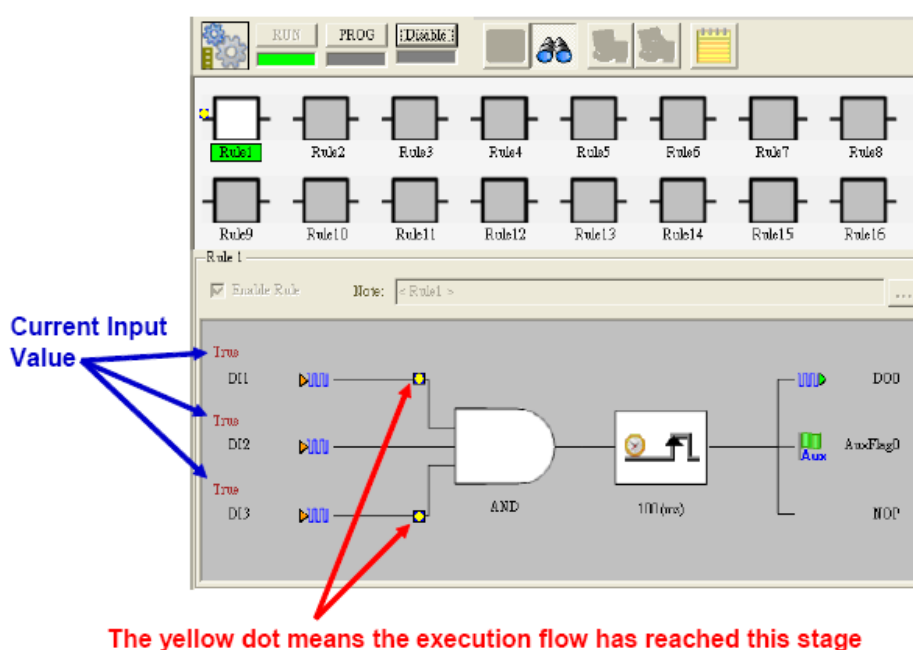 RUN PROG Disable
Rule1 Rule2 Rule3 Rule4 Rule5 Rule6 Rule7 Rule8
Rule9 Rule10 Rule11 Rule12 Rule13 Rule14 Rule15 Rule16
Rule 1
Enable Rule Note: < Rule1 > ...
Current Input
Value
True
DI1 DO0
True
DI2 Aux AuxFlag0
True
DI3 AND 100 (ms) NOP
The yellow dot means the execution flow has reached this stage